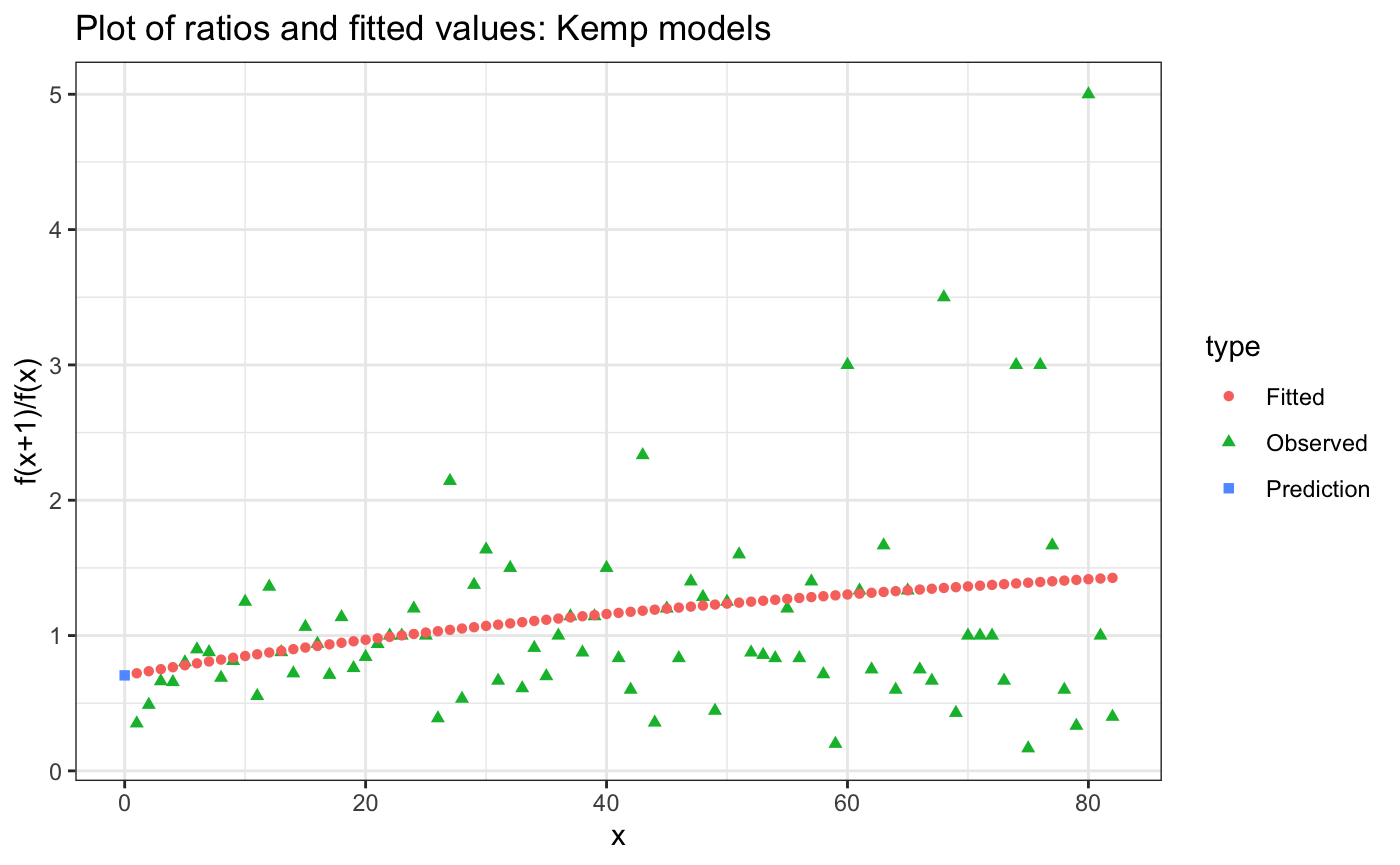 Plot of ratios and fitted values: Kemp models
f(x+1)/f(x)
5
4
3
2
1
0
0 20 40 60 80
x
type
Fitted
Observed
Prediction